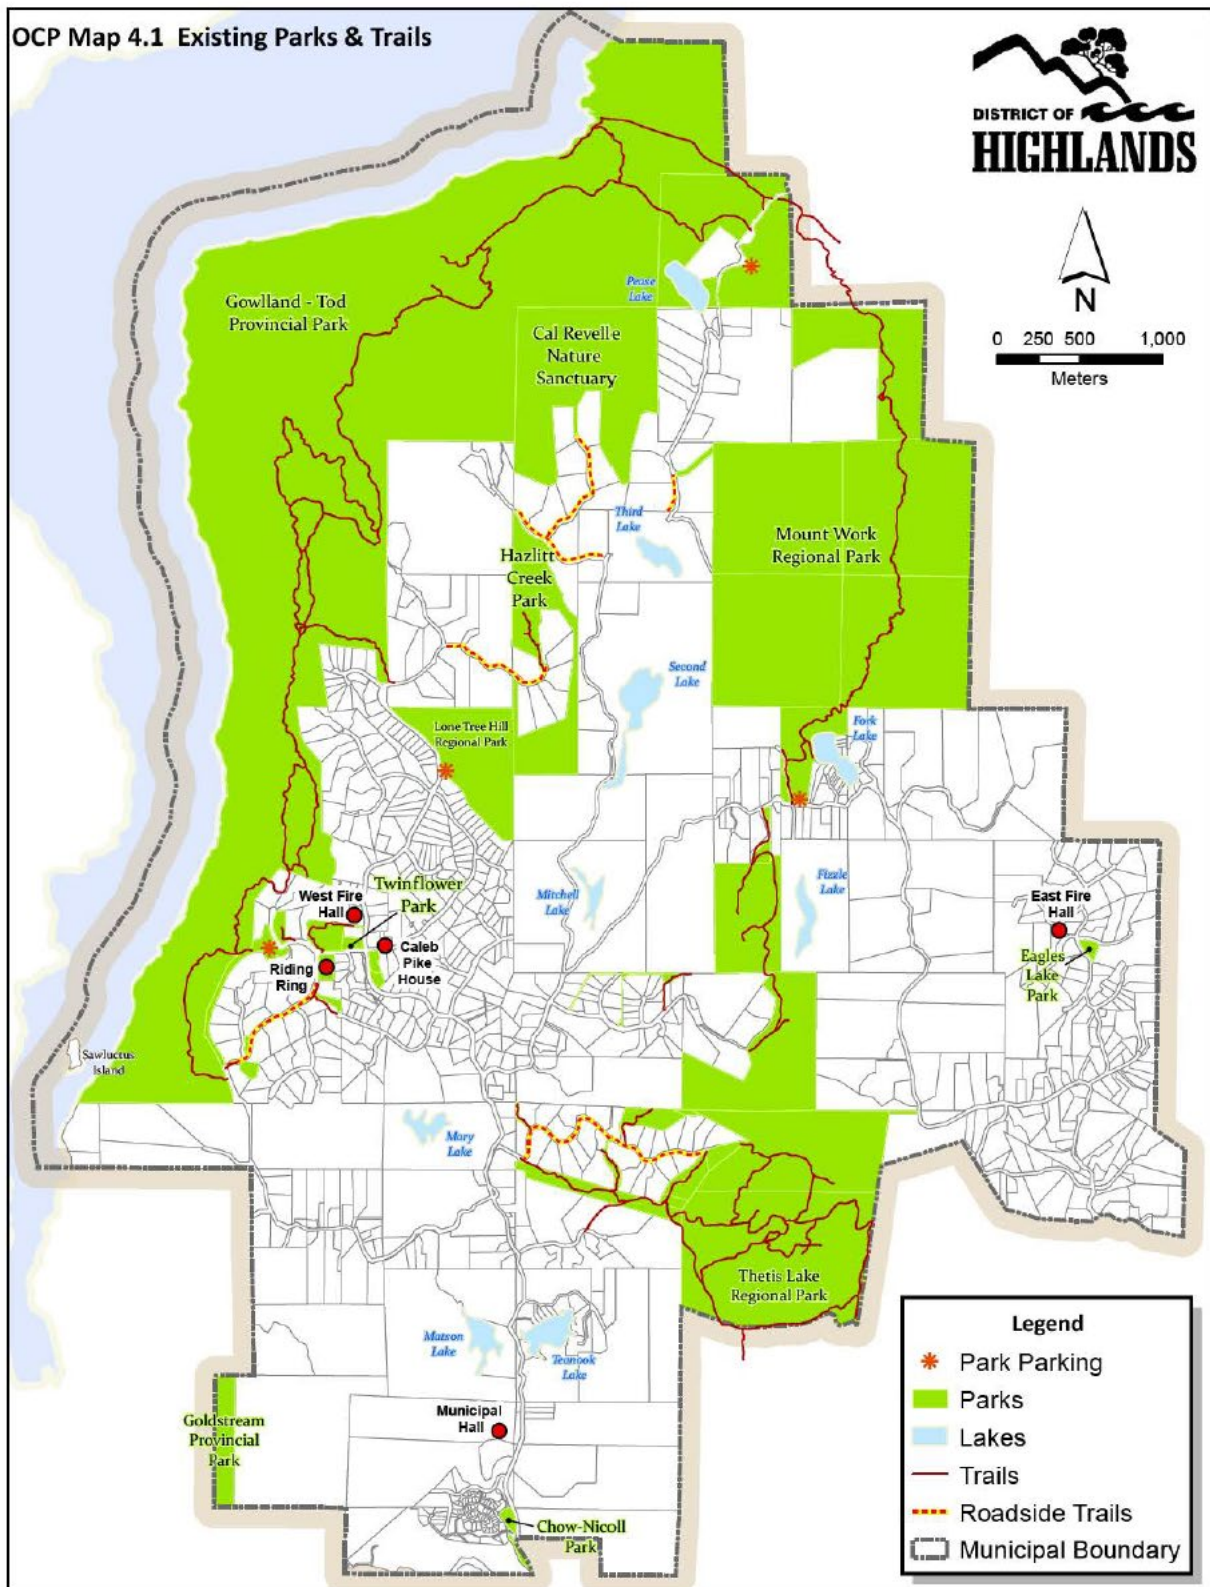 OCP Map 4.1 Existing Parks & Trails
DISTRICT OF
HIGHLANDS
N
0 250 500 1,000
Meters
Pease
Lake
Gowlland - Tod
Provincial Park
Cal Revelle
Nature
Sanctuary
Third
Lake
Mount Work
Regional Park
Hazlitt
Creek
Park
Second
Lake
Lone Tree Hill
Regional Park
Fork
Lake
Twinflower
Park
Mitchell
Lake
Fizzle
Lake
West Fire
Hall
East Fire
Hall
Caleb
Pike
House
Riding
Ring
Eagles
Lake
Park
Sawluctus
Island
Mary
Lake
Thetis Lake
Regional Park
Matson
Lake
Teanook
Lake
Municipal
Hall
Goldstream
Provincial
Park
Chow-Nicoll
Park
Legend
Park Parking
Parks
Lakes
Trails
Roadside Trails
Municipal Boundary